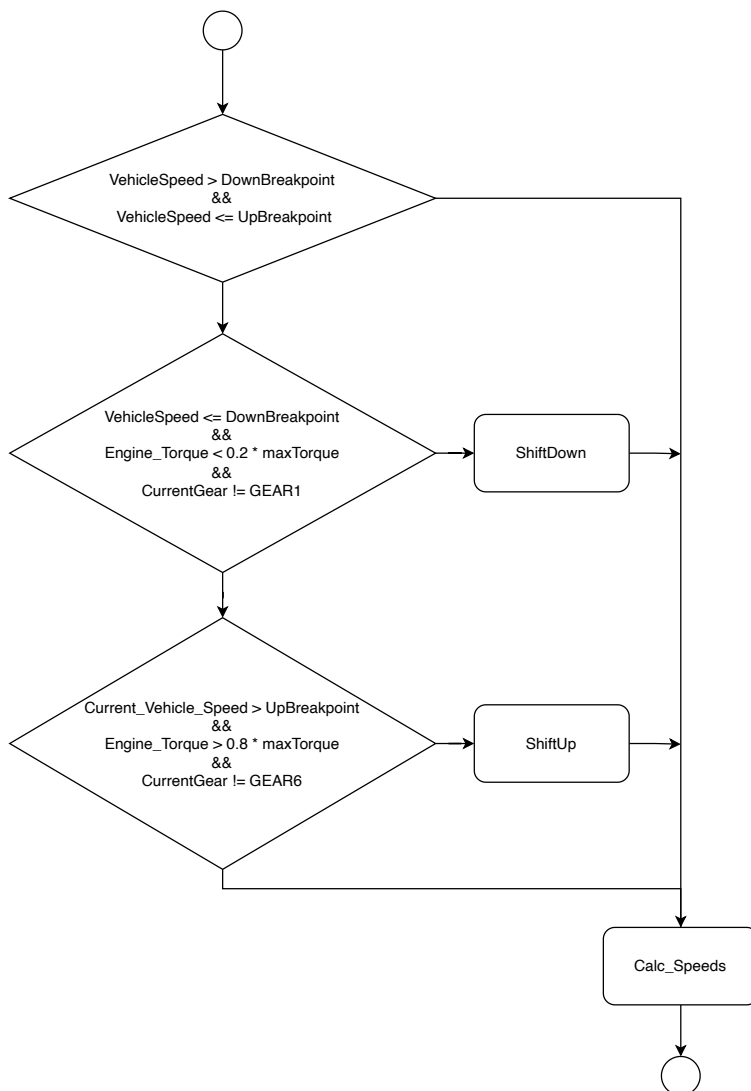 VehicleSpeed > DownBreakpoint
&&
VehicleSpeed <= UpBreakpoint
VehicleSpeed <= DownBreakpoint
&&
Engine_Torque < 0.2 * maxTorque
&&
CurrentGear != GEAR1
ShiftDown
Current_Vehicle_Speed > UpBreakpoint
&&
Engine_Torque > 0.8 * maxTorque
&&
CurrentGear != GEAR6
ShiftUp
Calc_Speeds